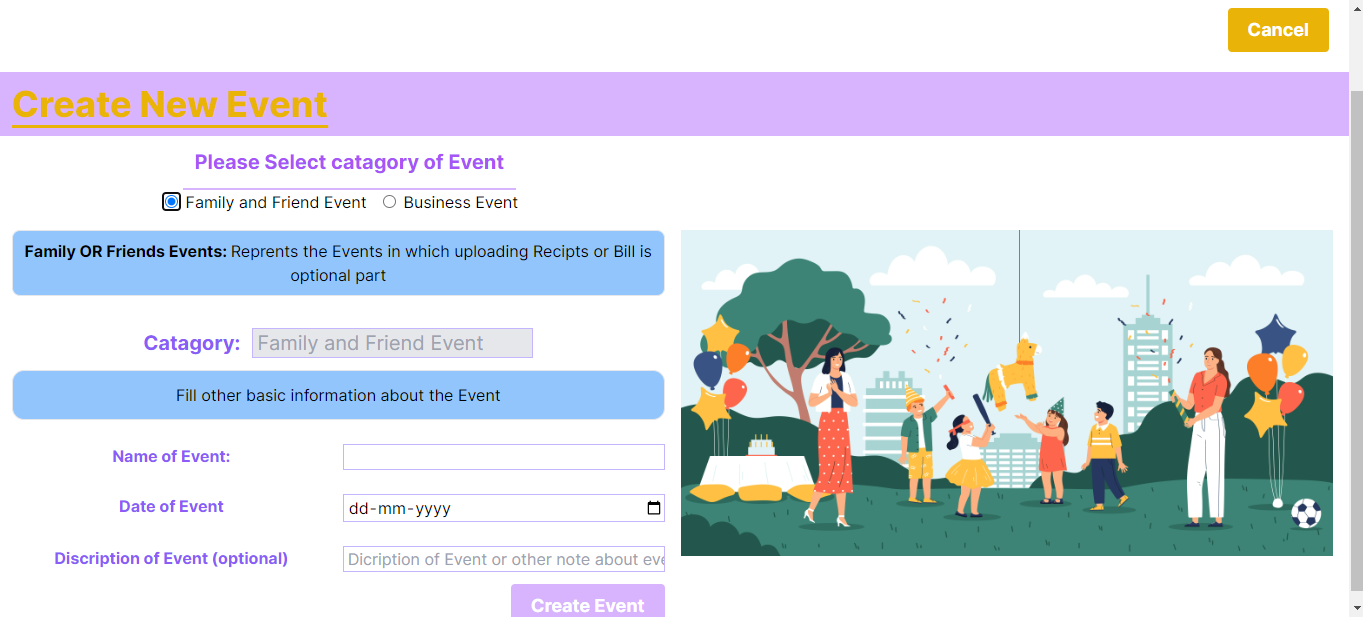 Cancel
Create New Event
Please Select catagory of Event
Family and Friend Event Business Event
Family OR Friends Events: Reprents the Events in which uploading Recipts or Bill is
optional part
Catagory: Family and Friend Event
Fill other basic information about the Event
Name of Event:
Date of Event dd-mm-yyyy
Discription of Event (optional) Dicription of Event or other note about eve
Create Event